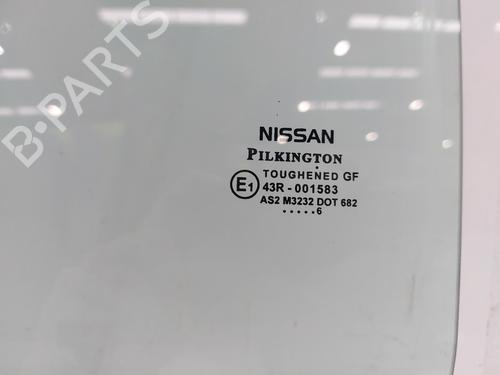 B-PARTS
NISSAN
PILKINGTON
TOUGHENED GF
E1 43R - 001583
AS2 M3232 DOT 682
.....6